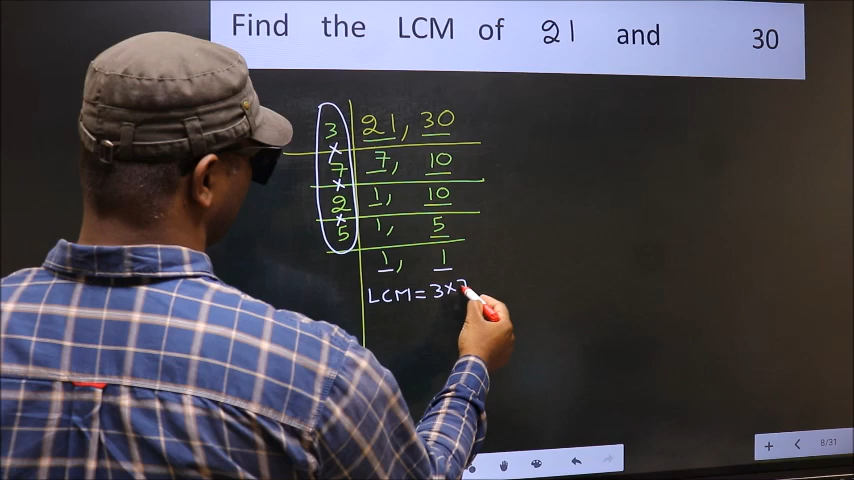 Find the LCM of 21 and 30
3 21, 30
×
7 7, 10
×
2 1, 10
×
5 1, 5
1, 1
LCM = 3×7
8/31